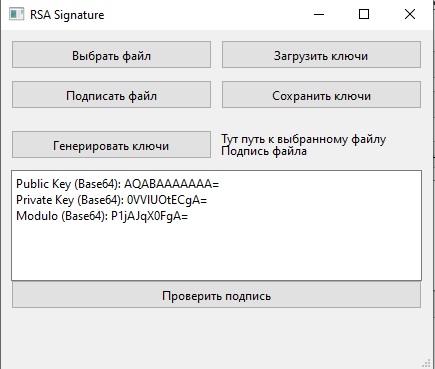 RSA Signature
Выбрать файл
Загрузить ключи
Подписать файл
Сохранить ключи
Генерировать ключи
Тут путь к выбранному файлу
Подпись файла
Public Key (Base64): AQABAAAAAAA=
Private Key (Base64): 0VVIUOtECgA=
Modulo (Base64): P1jAJqX0FgA=
Проверить подпись